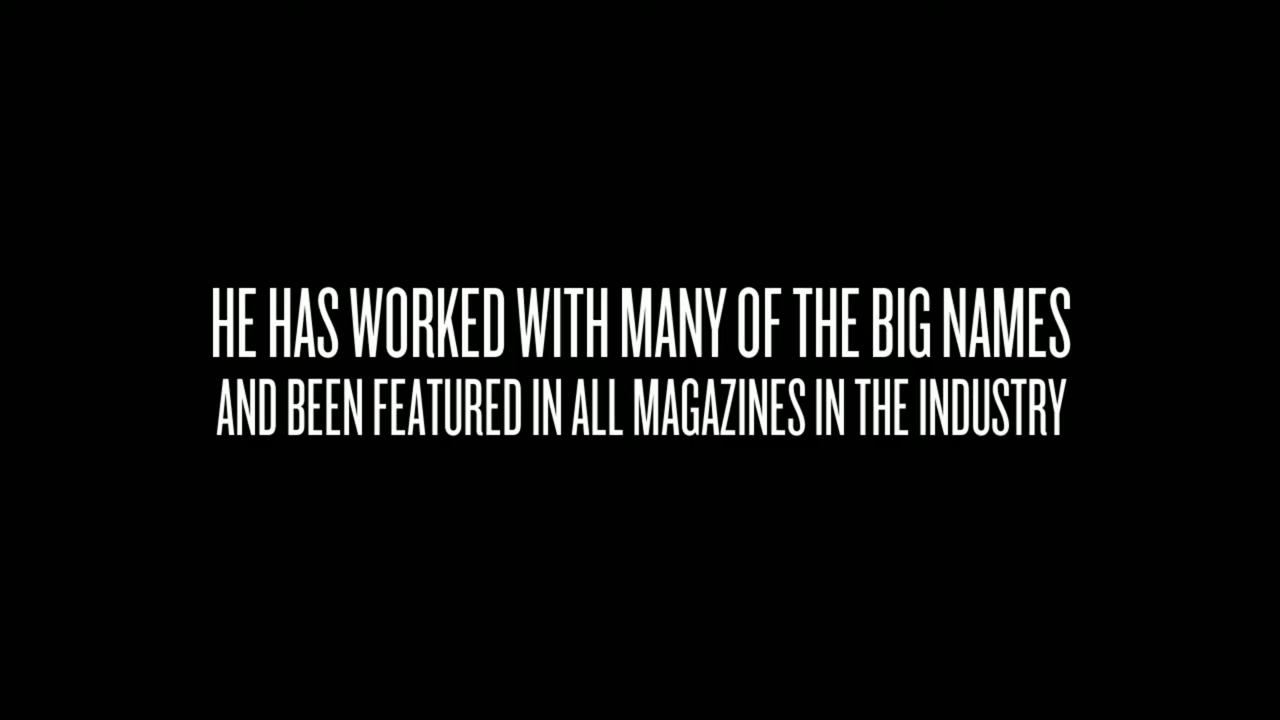 HE HAS WORKED WITH MANY OF THE BIG NAMES
AND BEEN FEATURED IN ALL MAGAZINES IN THE INDUSTRY